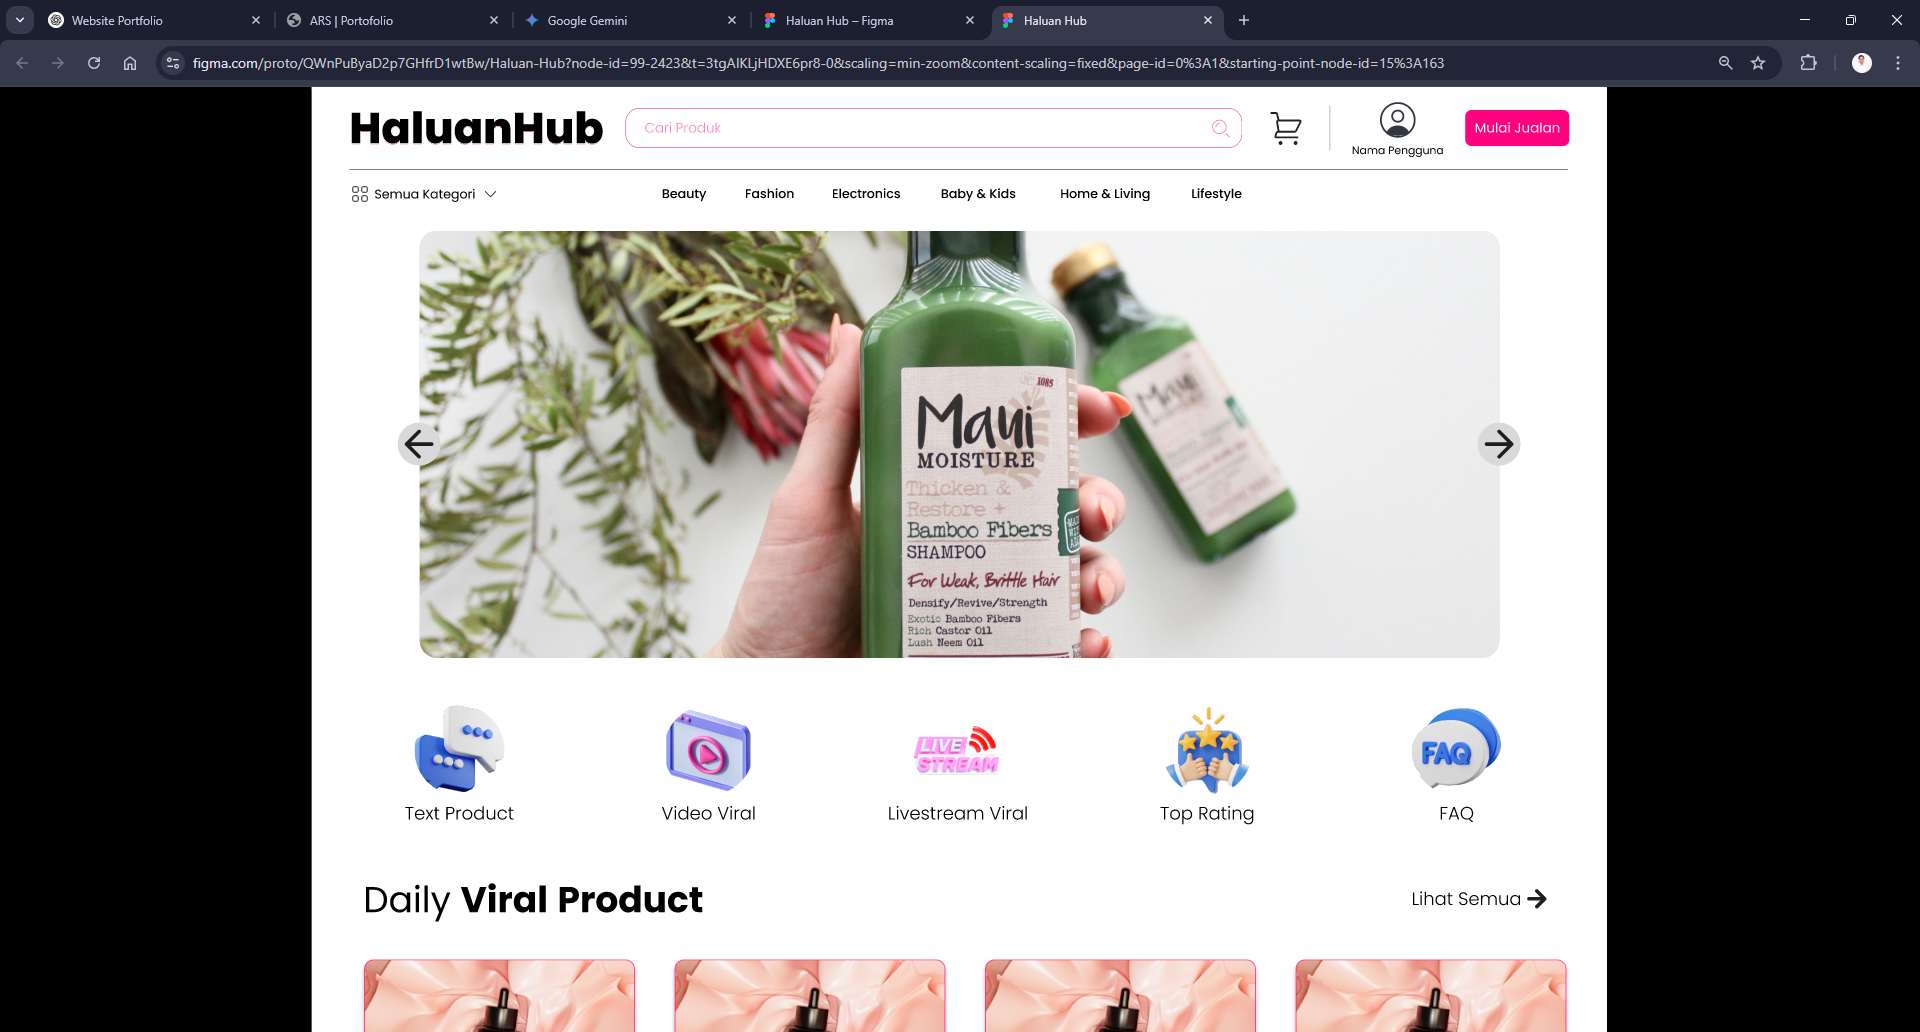 Website Portfolio
ARS | Portofolio
Google Gemini
Haluan Hub – Figma
Haluan Hub
figma.com/proto/QWnPuByaD2p7GHfrD1wtBw/Haluan-Hub?node-id=99-2423&t=3tgAIKLjHDXE6pr8-0&scaling=min-zoom&content-scaling=fixed&page-id=0%3A1&starting-point-node-id=15%3A163
HaluanHub
Cari Produk
Nama Pengguna
Mulai Jualan
Semua Kategori
Beauty
Fashion
Electronics
Baby & Kids
Home & Living
Lifestyle
1085
Maui
MOISTURE
Thicken &
Restore +
Bamboo Fibers
SHAMPOO
For Weak, Brittle Hair
Densify/Revive/Strength
Exotic Bamboo Fibers
Rich Castor Oil
Lush Neem Oil
Maui
LIVE
STREAM
FAQ
Text Product
Video Viral
Livestream Viral
Top Rating
FAQ
Daily Viral Product
Lihat Semua